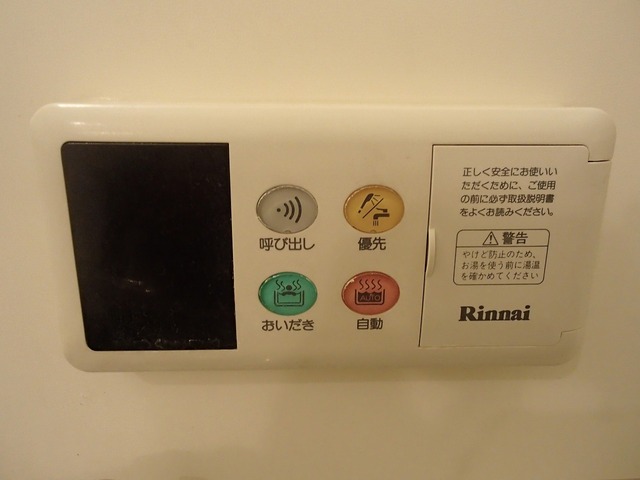 呼び出し
優先
おいだき
AUTO
自動
正しく安全にお使いい
ただくために、ご使用
の前に必ず取扱説明書
をよくお読みください。
警告
やけど防止のため、
お湯を使う前に湯温
を確かめてください
Rinnai